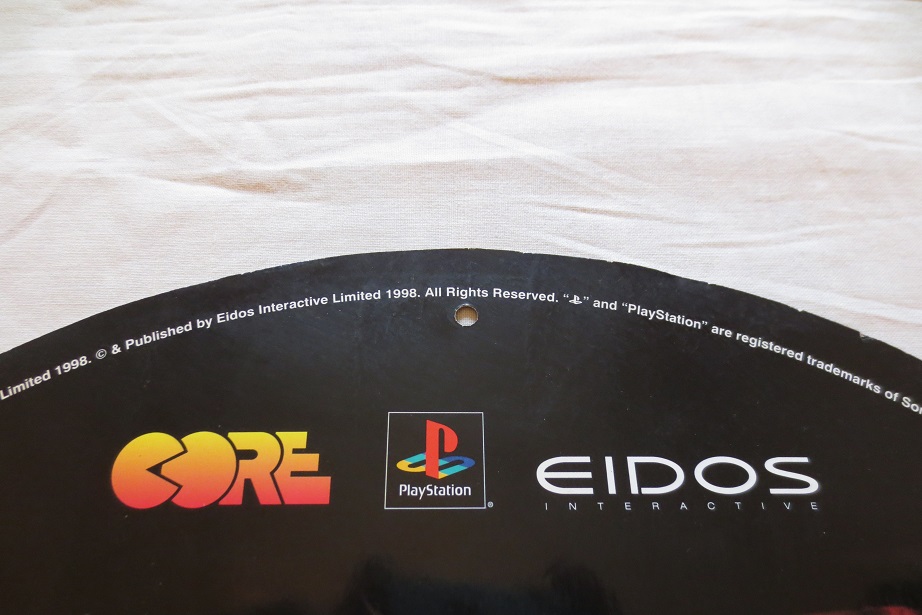 Limited 1998. © & Published by Eidos Interactive Limited 1998. All Rights Reserved. “PS” and “PlayStation” are registered trademarks of
CORE
PlayStation®
EIDOS
INTERACTIVE